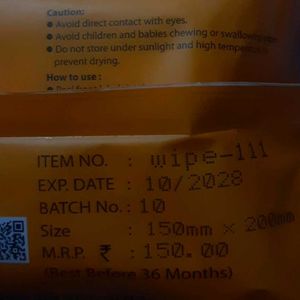 Caution:
● Avoid direct contact with eyes.
● Avoid children and babies chewing or swallowing
● Do not store under sunlight and high temperature
prevent drying.
How to use :
ITEM NO. : wipe-111
EXP. DATE : 10/2028
BATCH No. : 10
Size : 150mm × 200mm
M.R.P. ₹ : 150.00
(Best Before 36 Months)